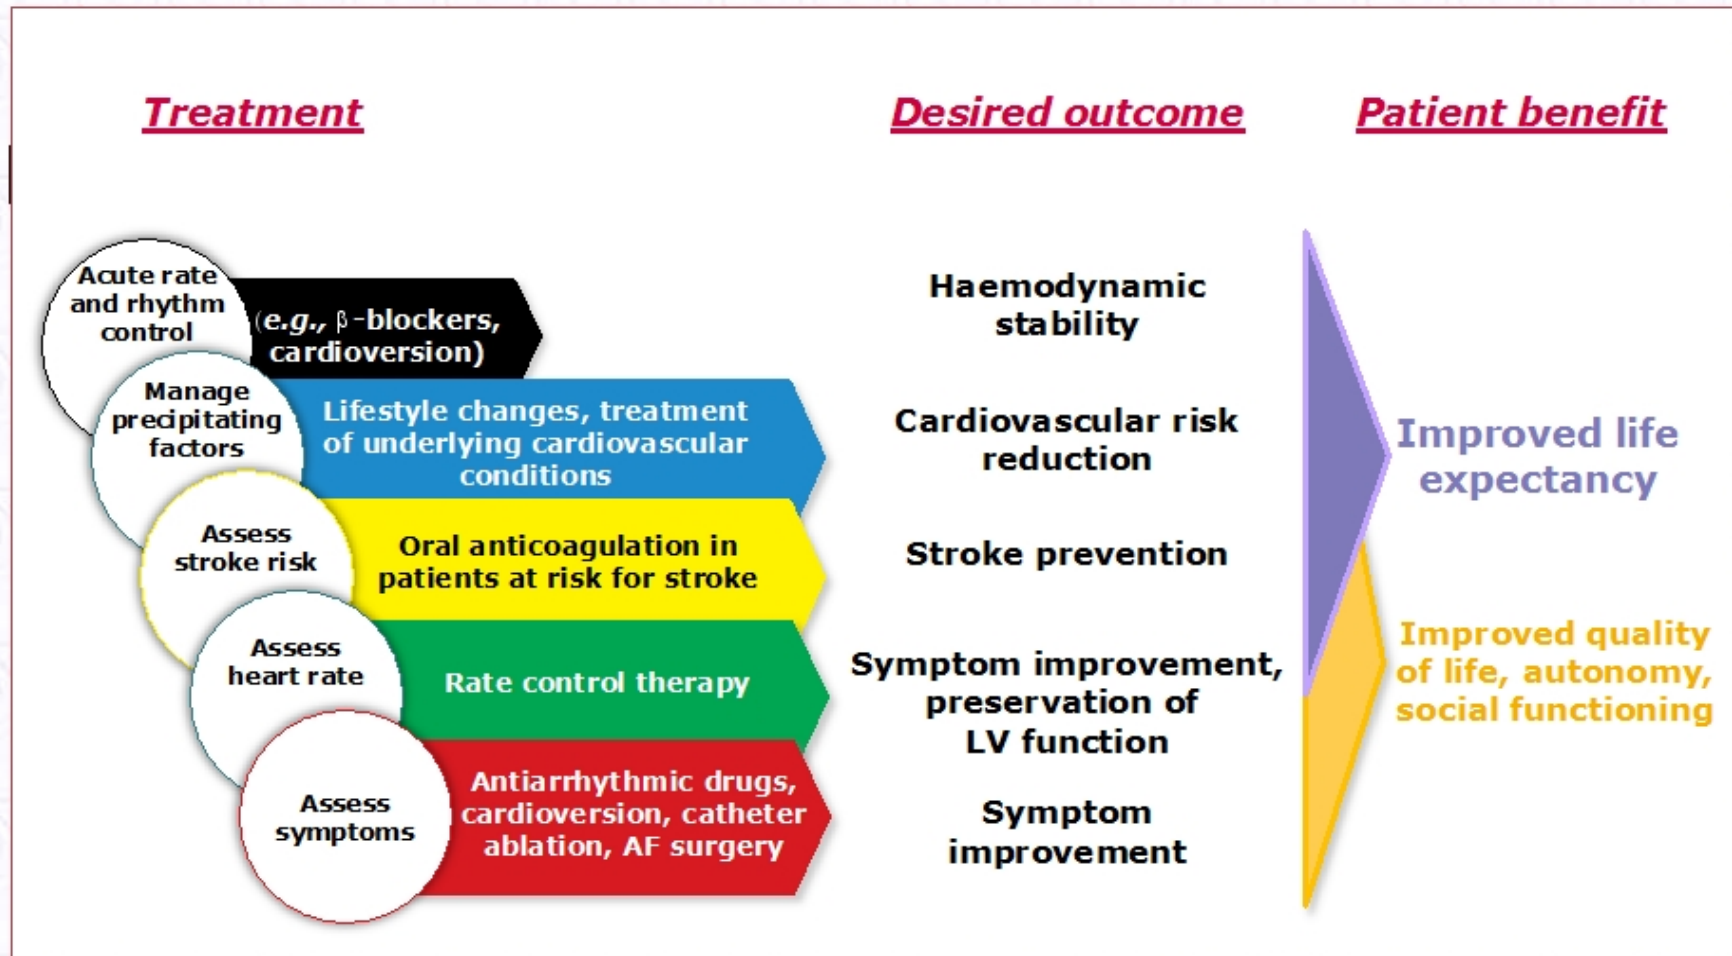 Treatment
Desired outcome
Patient benefit
Acute rate
and rhythm
control
(e.g., β-blockers,
cardioversion)
Haemodynamic
stability
Manage
precipitating
factors
Lifestyle changes, treatment
of underlying cardiovascular
conditions
Cardiovascular risk
reduction
Improved life
expectancy
Assess
stroke risk
Oral anticoagulation in
patients at risk for stroke
Stroke prevention
Assess
heart rate
Rate control therapy
Symptom improvement,
preservation of
LV function
Improved quality
of life, autonomy,
social functioning
Assess
symptoms
Antiarrhythmic drugs,
cardioversion, catheter
ablation, AF surgery
Symptom
improvement